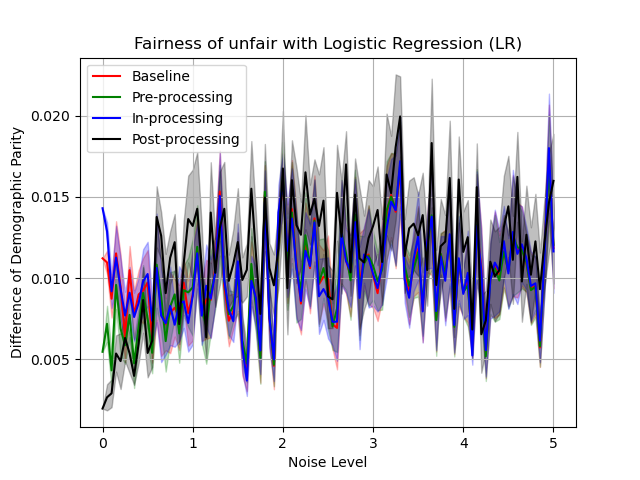 Fairness of unfair with Logistic Regression (LR)
Baseline
Pre-processing
In-processing
Post-processing
Difference of Demographic Parity
0.020
0.015
0.010
0.005
0 1 2 3 4 5
Noise Level